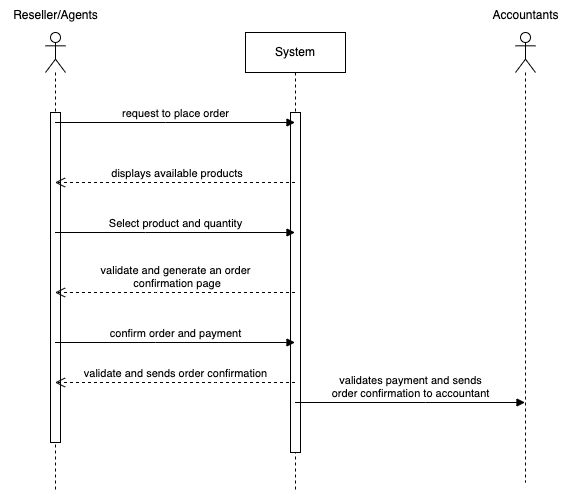 Reseller/Agents
Accountants
System
request to place order
displays available products
Select product and quantity
validate and generate an order
confirmation page
confirm order and payment
validate and sends order confirmation
validates payment and sends
order confirmation to accountant